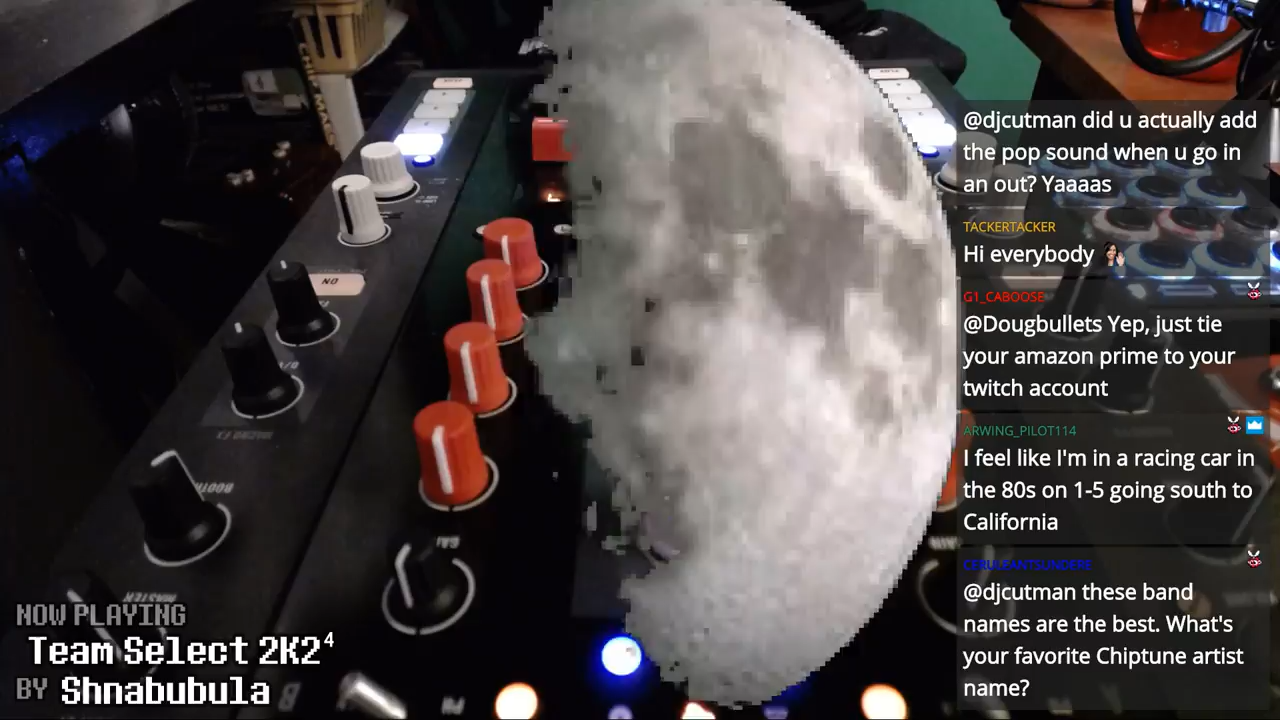 @djcutman did u actually add
the pop sound when u go in
an out? Yaaaas
TACKERTACKER
Hi everybody
G1_CABOOSE
@Dougbullets Yep, just tie
your amazon prime to your
twitch account
ARWING_PILOT114
I feel like I'm in a racing car in
the 80s on 1-5 going south to
California
CERULEANTSUNDERE
@djcutman these band
names are the best. What's
your favorite Chiptune artist
name?
ON
BOOTH
MASTER
NOW PLAYING
Team Select 2K2⁴
BY Shnabubula